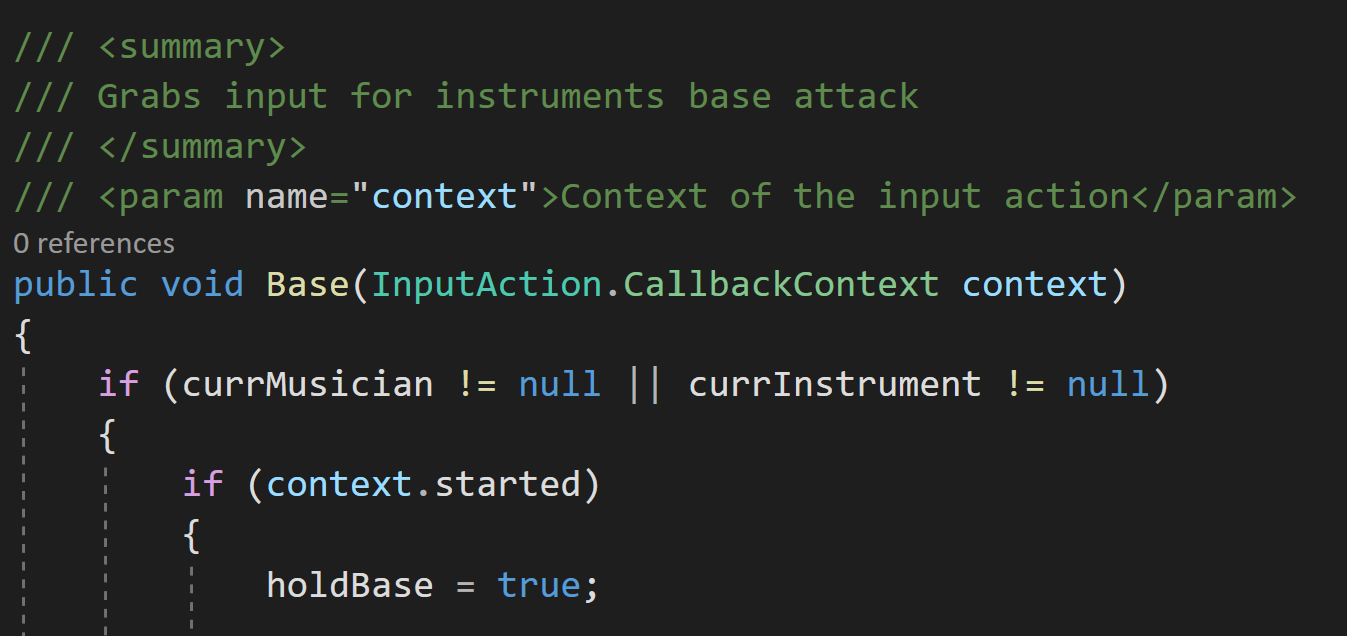 /// <summary>
/// Grabs input for instruments base attack
/// </summary>
/// <param name="context">Context of the input action</param>
0 references
public void Base(InputAction.CallbackContext context)
{
    if (currMusician != null || currInstrument != null)
    {
        if (context.started)
        {
            holdBase = true;